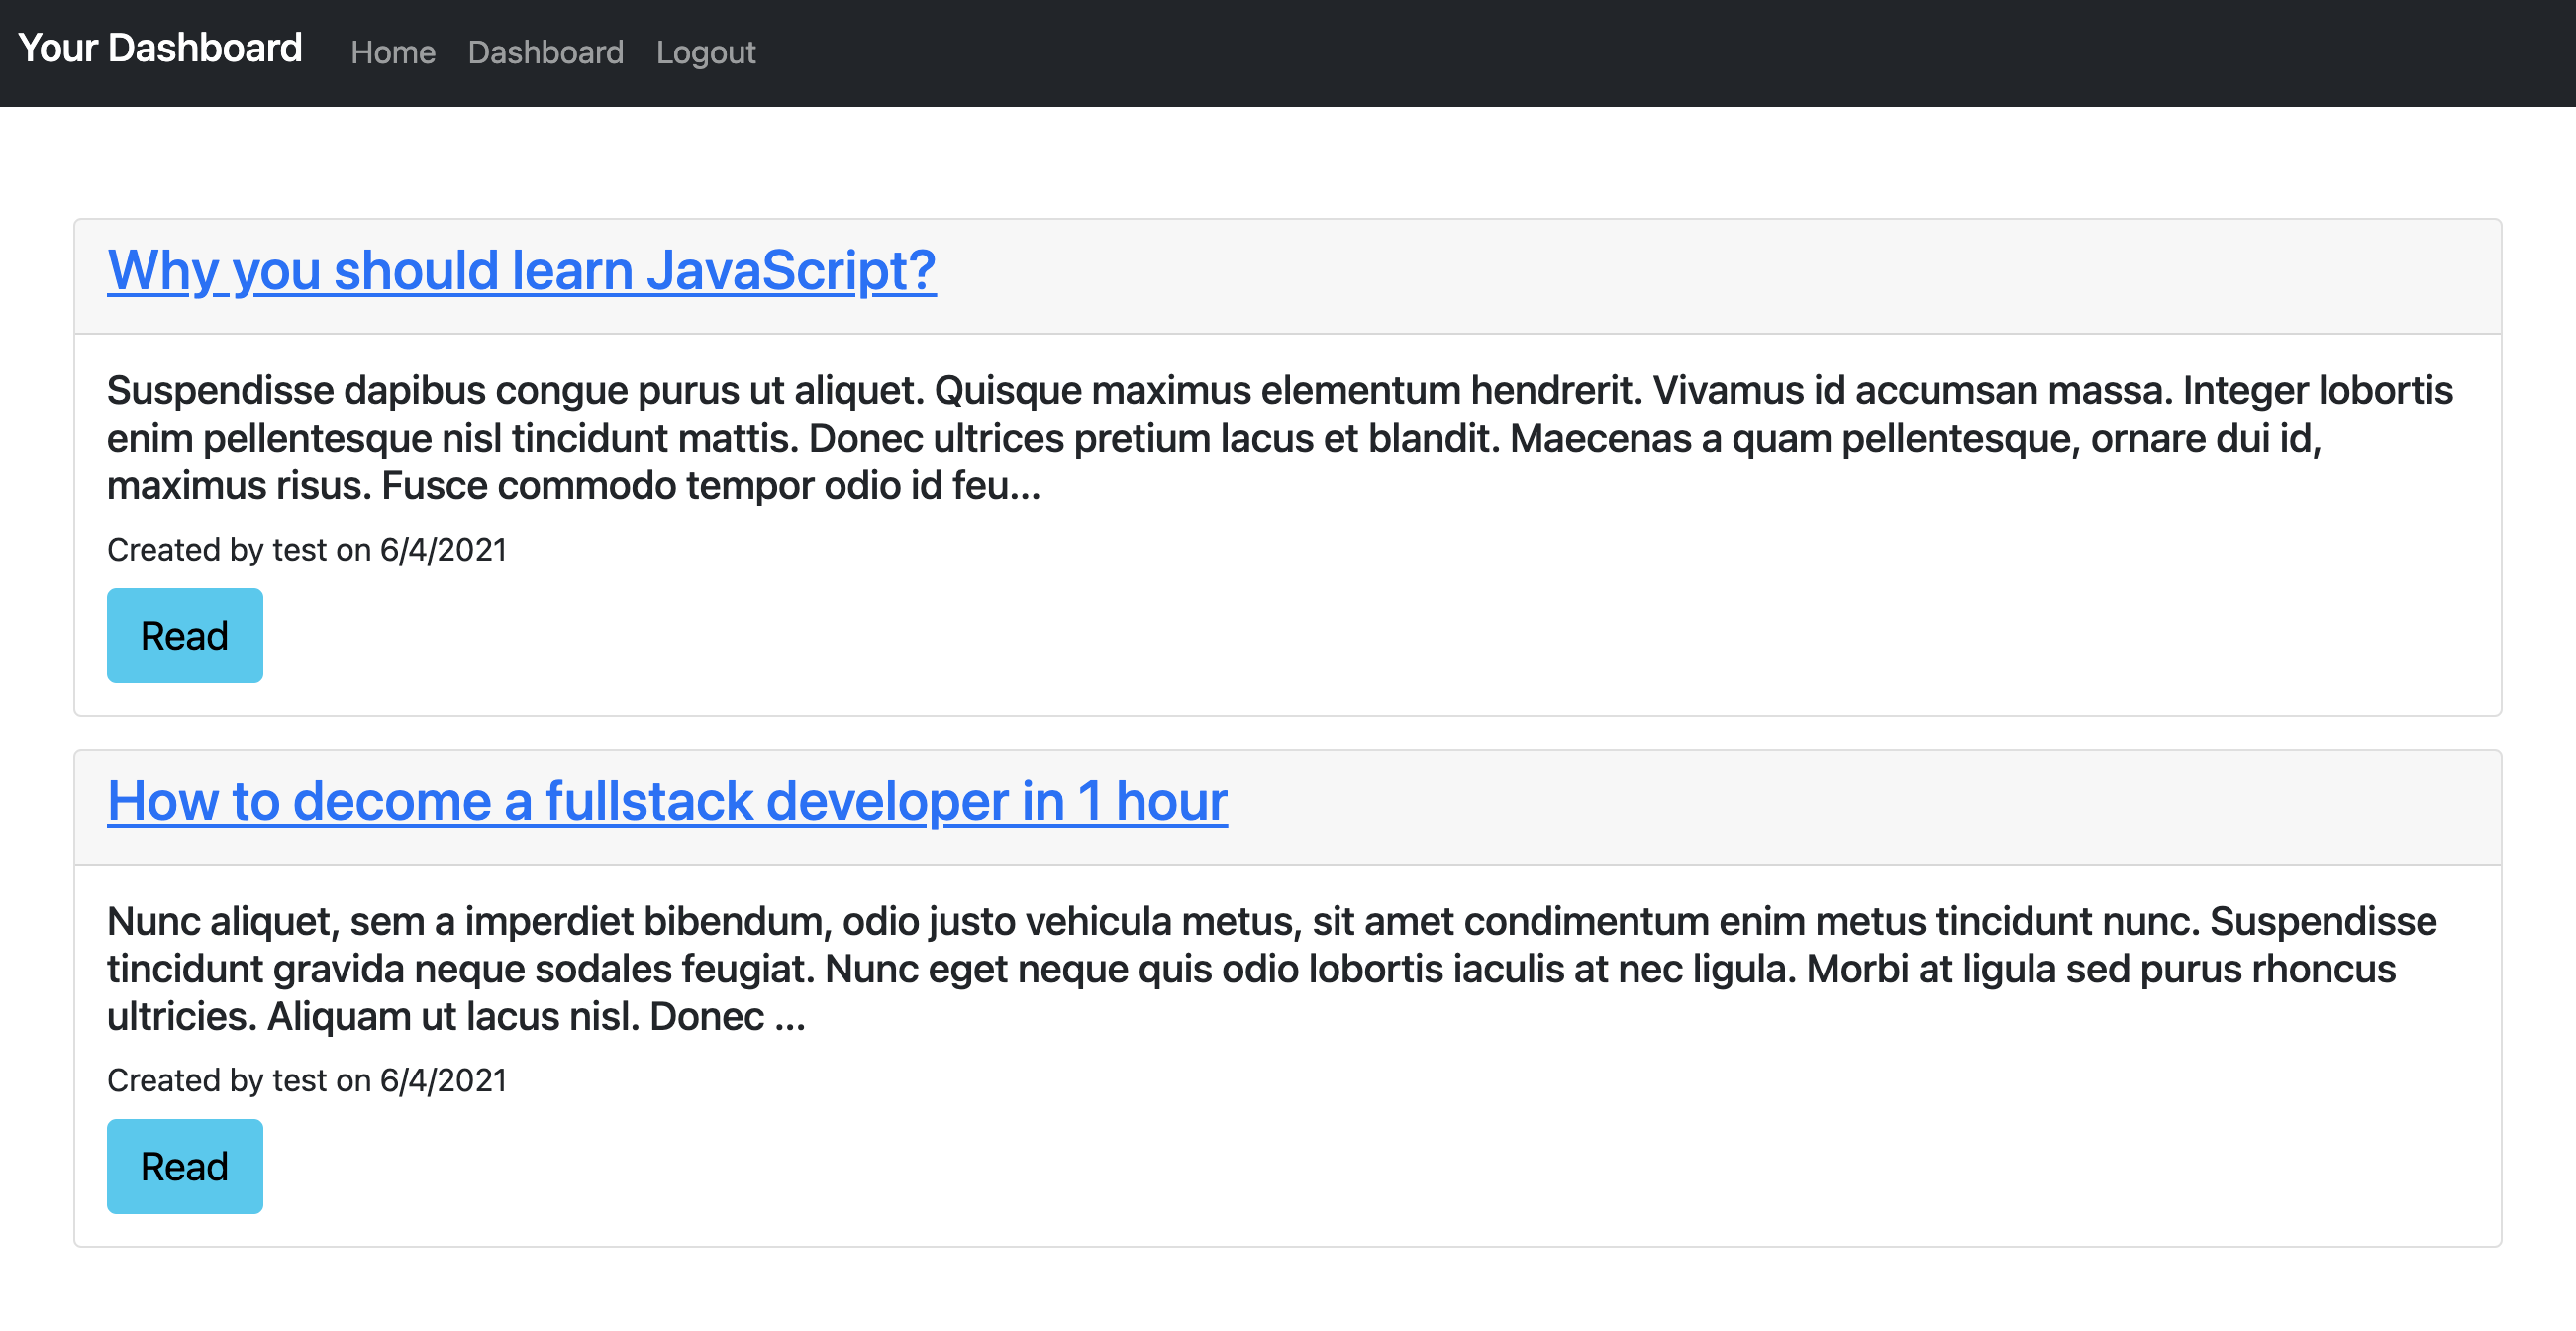 Your Dashboard Home Dashboard Logout
Why you should learn JavaScript?
Suspendisse dapibus congue purus ut aliquet. Quisque maximus elementum hendrerit. Vivamus id accumsan massa. Integer lobortis
enim pellentesque nisl tincidunt mattis. Donec ultrices pretium lacus et blandit. Maecenas a quam pellentesque, ornare dui id,
maximus risus. Fusce commodo tempor odio id feu...
Created by test on 6/4/2021
Read
How to decome a fullstack developer in 1 hour
Nunc aliquet, sem a imperdiet bibendum, odio justo vehicula metus, sit amet condimentum enim metus tincidunt nunc. Suspendisse
tincidunt gravida neque sodales feugiat. Nunc eget neque quis odio lobortis iaculis at nec ligula. Morbi at ligula sed purus rhoncus
ultricies. Aliquam ut lacus nisl. Donec ...
Created by test on 6/4/2021
Read